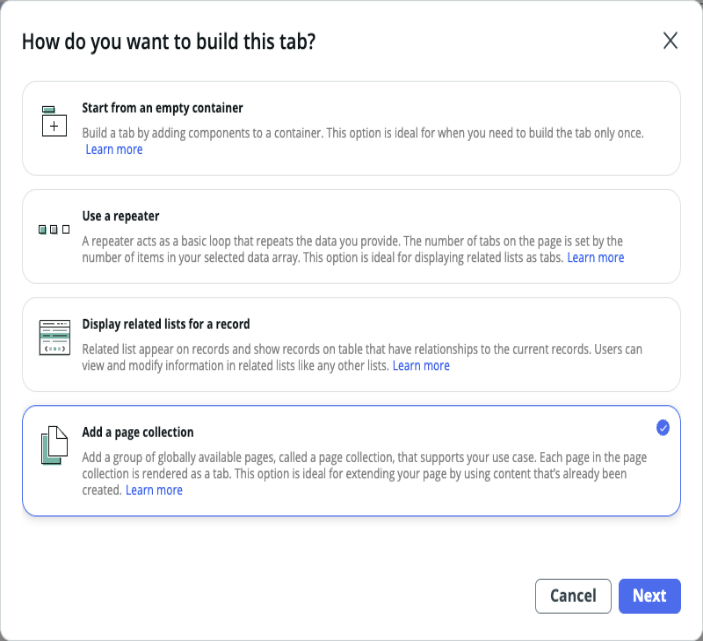 How do you want to build this tab?
Start from an empty container
Build a tab by adding components to a container. This option is ideal for when you need to build the tab only once.
Learn more
Use a repeater
A repeater acts as a basic loop that repeats the data you provide. The number of tabs on the page is set by the
number of items in your selected data array. This option is ideal for displaying related lists as tabs. Learn more
Display related lists for a record
Related list appear on records and show records on table that have relationships to the current records. Users can
view and modify information in related lists like any other lists. Learn more
Add a page collection
Add a group of globally available pages, called a page collection, that supports your use case. Each page in the page
collection is rendered as a tab. This option is ideal for extending your page by using content that's already been
created. Learn more
Cancel Next